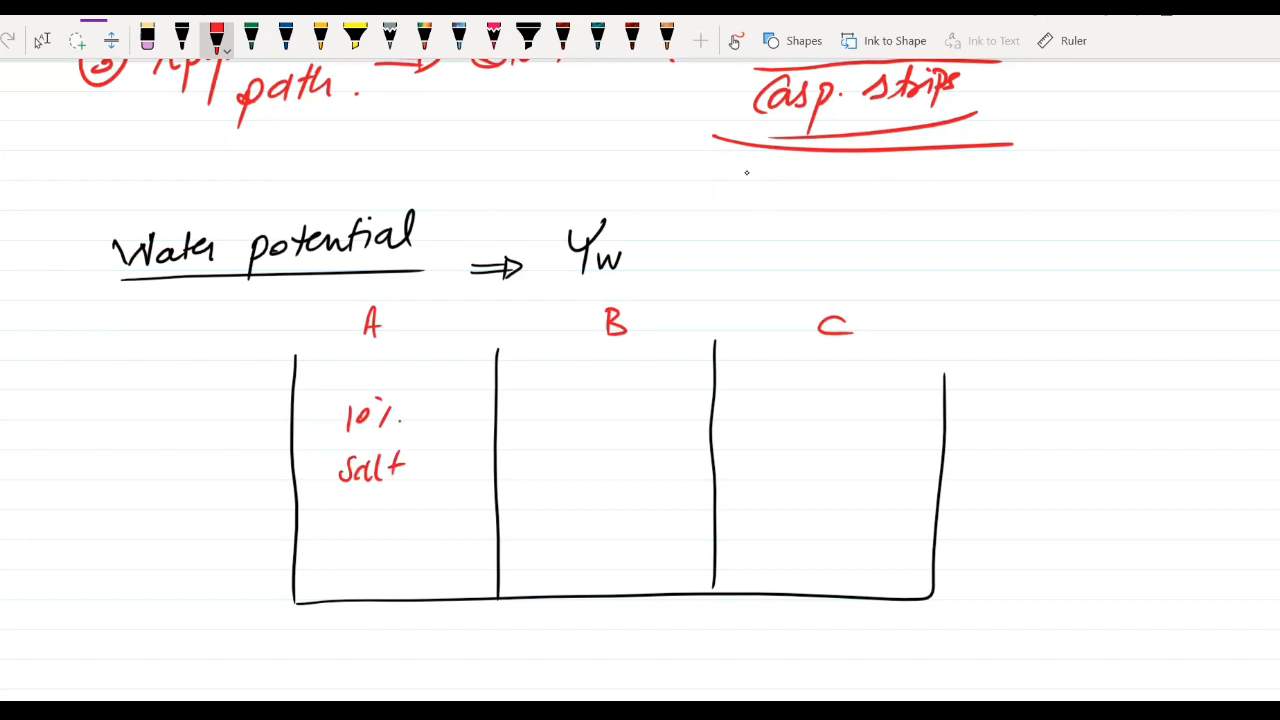 Shapes Ink to Shape Ink to Text Ruler
path.
Casp. strips
Water potential ⇒ Ψw
A B C
10%.
Salt